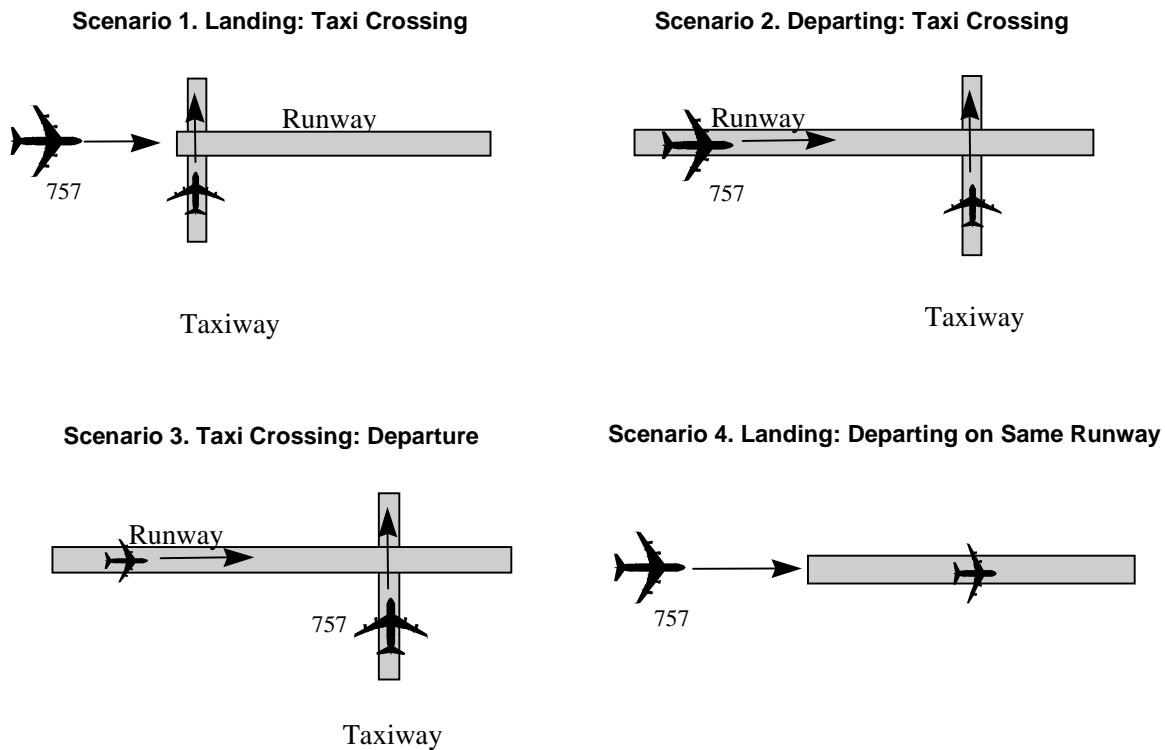 Scenario 1. Landing: Taxi Crossing
Runway
757
Taxiway
Scenario 2. Departing: Taxi Crossing
Runway
757
Taxiway
Scenario 3. Taxi Crossing: Departure
Runway
757
Taxiway
Scenario 4. Landing: Departing on Same Runway
757